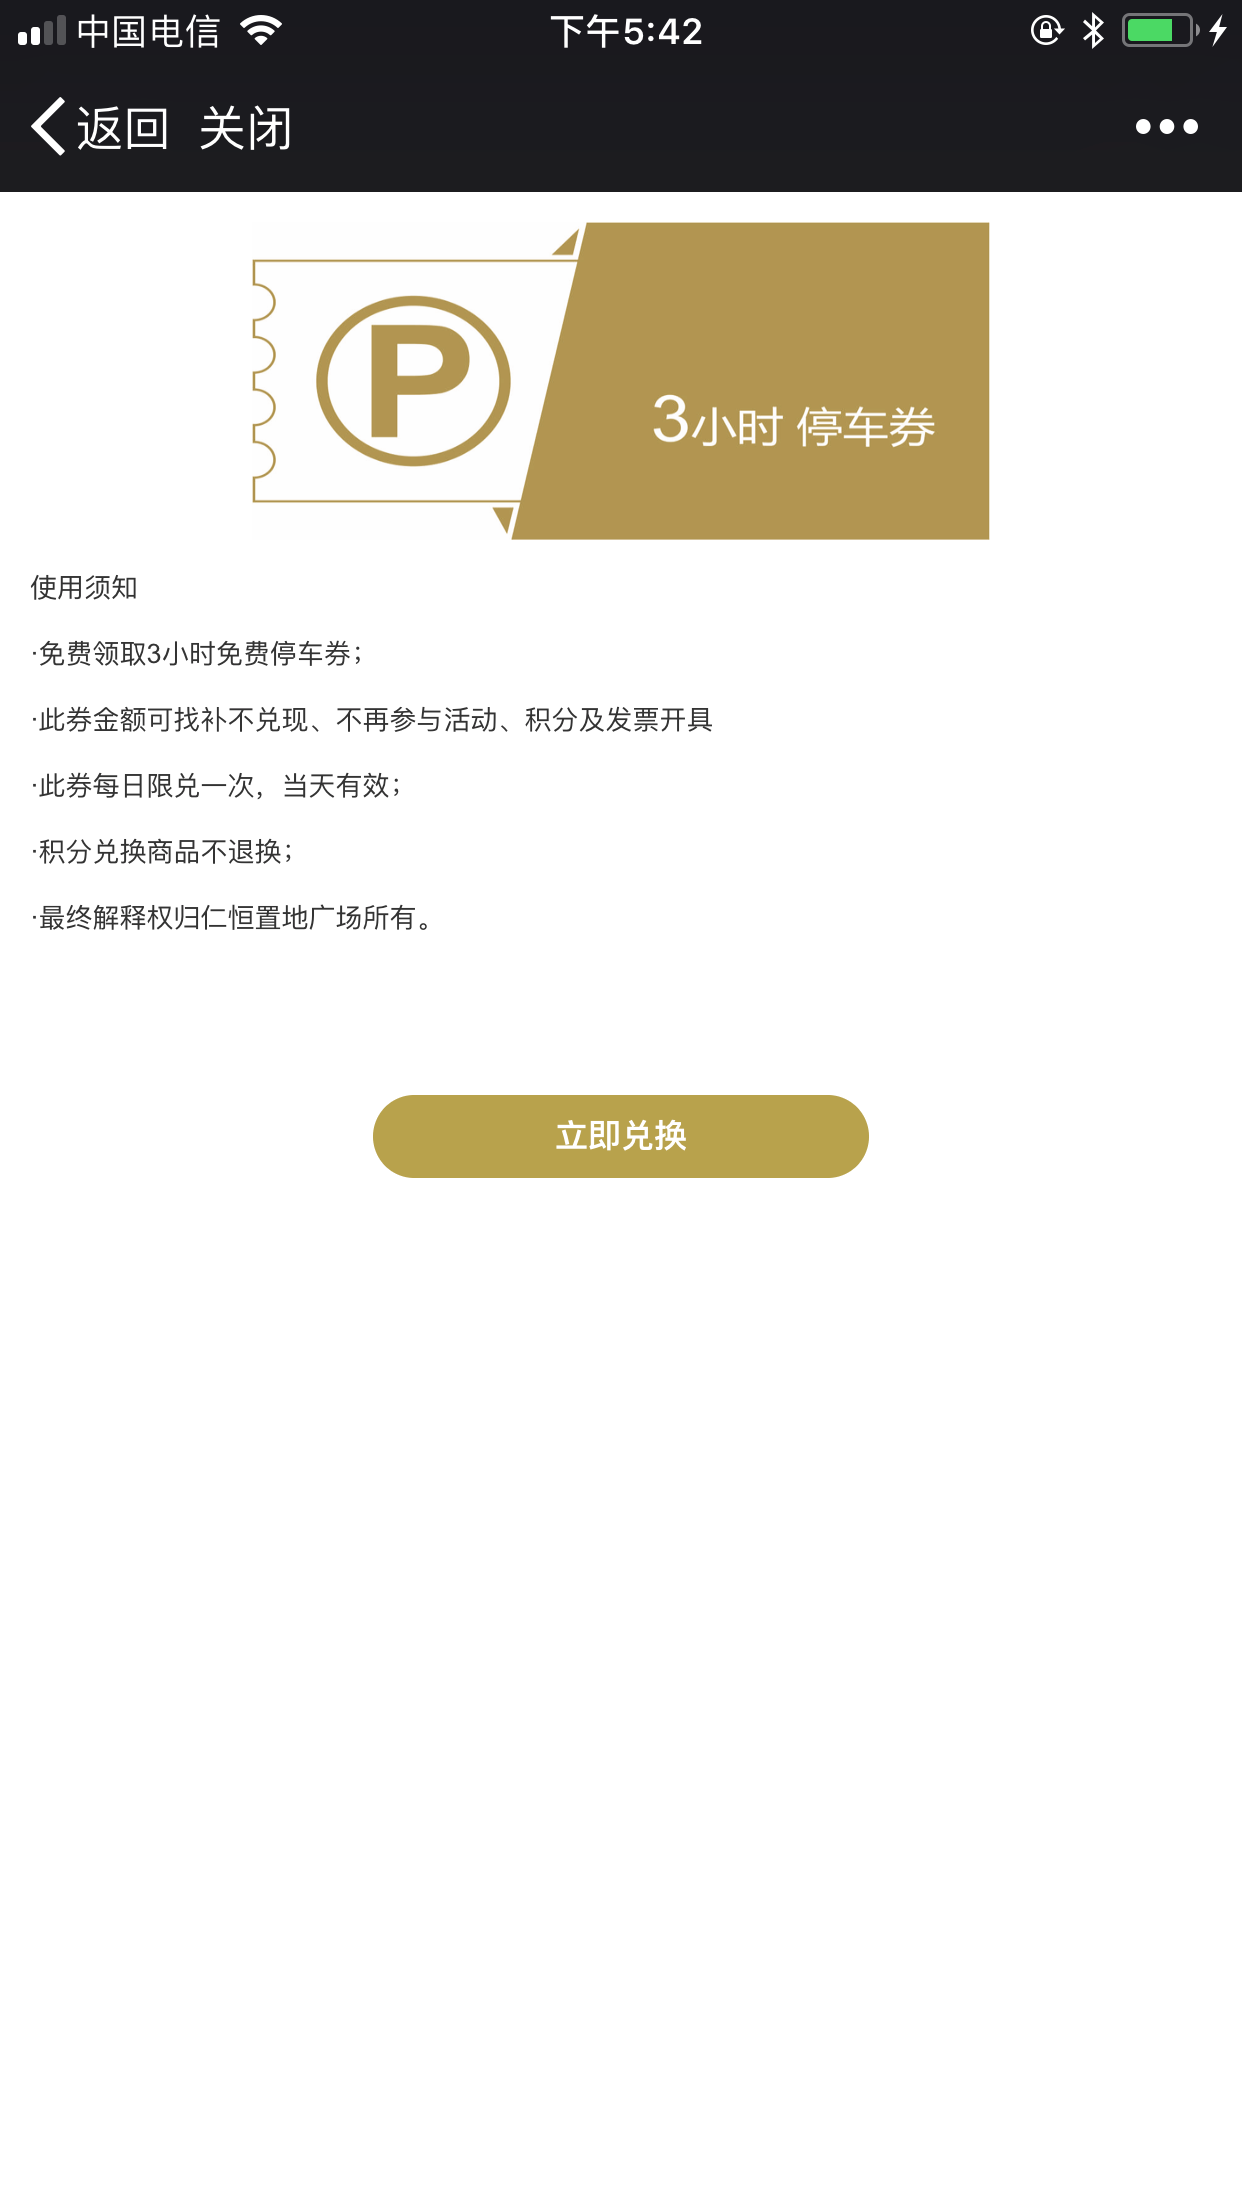 中国电信
下午5:42
返回 关闭
P
3小时 停车券
使用须知
·免费领取3小时免费停车券；
·此券金额可找补不兑现、不再参与活动、积分及发票开具
·此券每日限兑一次，当天有效；
·积分兑换商品不退换；
·最终解释权归仁恒置地广场所有。
立即兑换